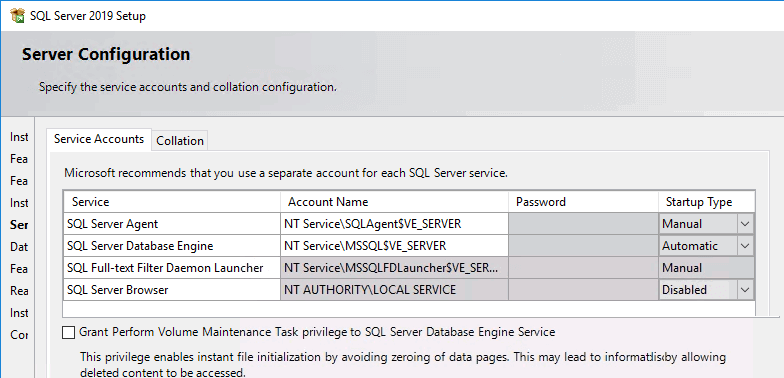 SQL Server 2019 Setup
Server Configuration
Specify the service accounts and collation configuration.
Inst
Fea
Fea
Inst
Ser
Dat
Fea
Rea
Inst
Cor
Service Accounts Collation
Microsoft recommends that you use a separate account for each SQL Server service.
Service Account Name Password Startup Type
SQL Server Agent NT Service\SQLAgent$VE_SERVER Manual
SQL Server Database Engine NT Service\MSSQL$VE_SERVER Automatic
SQL Full-text Filter Daemon Launcher NT Service\MSSQLFDLauncher$VE_SER... Manual
SQL Server Browser NT AUTHORITY\LOCAL SERVICE Disabled
Grant Perform Volume Maintenance Task privilege to SQL Server Database Engine Service
This privilege enables instant file initialization by avoiding zeroing of data pages. This may lead to by allowing
deleted content to be accessed.